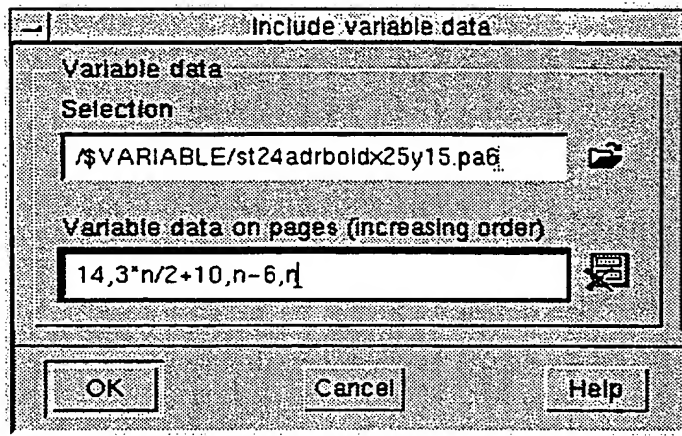 Include variable data
Variable data
Selection
/$VARIABLE/st24adrboldx25y15.pa6
Variable data on pages (increasing order)
14,3*n/2+10,n-6,n
OK Cancel Help